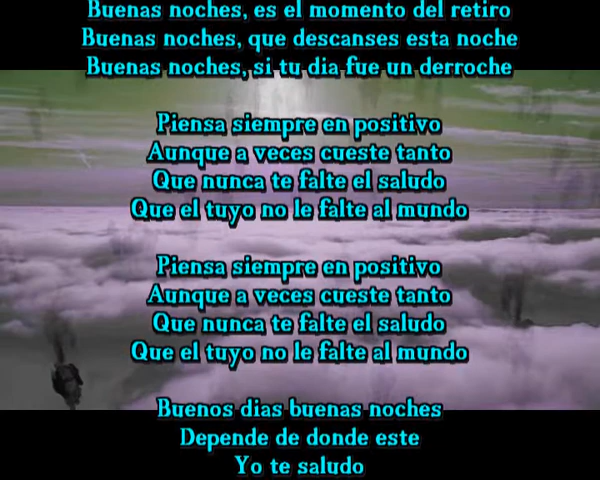 Buenas noches, es el momento del retiro
Buenas noches, que descanses esta noche
Buenas noches, si tu dia fue un derroche
Piensa siempre en positivo
Aunque a veces cueste tanto
Que nunca te falte el saludo
Que el tuyo no le falte al mundo
Piensa siempre en positivo
Aunque a veces cueste tanto
Que nunca te falte el saludo
Que el tuyo no le falte al mundo
Buenos dias buenas noches
Depende de donde este
Yo te saludo